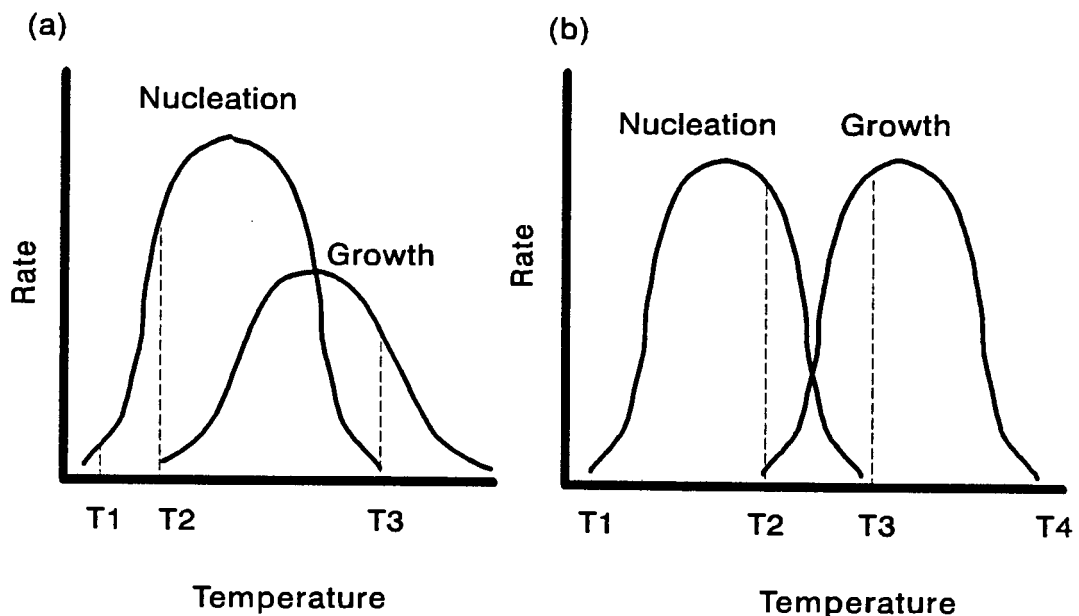 (a)
Nucleation
Growth
Rate
T1 T2 T3
Temperature
(b)
Nucleation Growth
Rate
T1 T2 T3 T4
Temperature